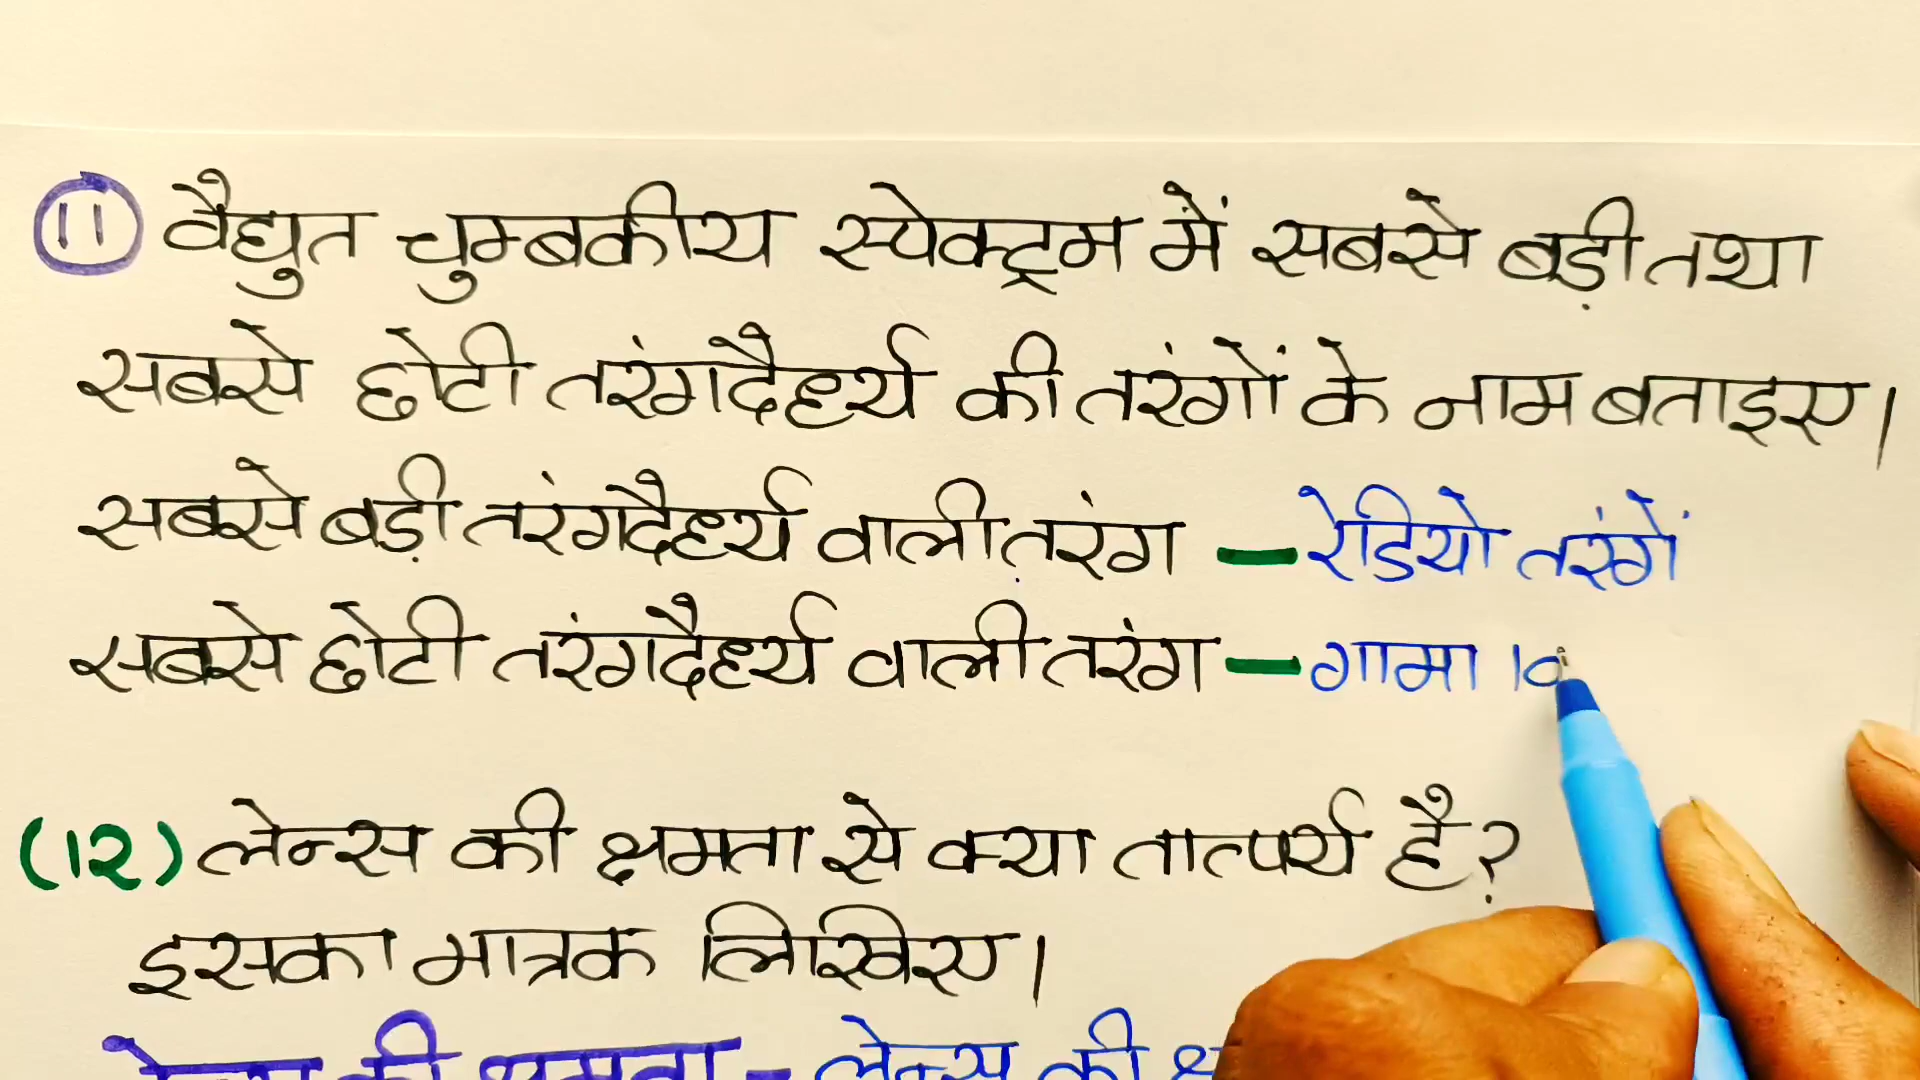 11 वैद्युत चुम्बकीय स्पेक्ट्रम में सबसे बड़ी तथा
सबसे छोटी तरंगदैर्ध्य की तरंगों के नाम बताइए।
सबसे बड़ी तरंगदैर्ध्य वाली तरंग - रेडियो तरंगें
सबसे छोटी तरंगदैर्ध्य वाली तरंग - गामा
(12) लेन्स की क्षमता से क्या तात्पर्य है?
इसका मात्रक लिखिए।
लेन्स की क्षमता - लेन्स की